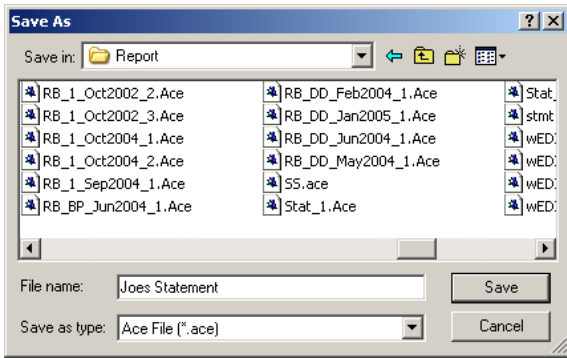 Save As
Save in: Report
RB_1_Oct2002_2.Ace
RB_1_Oct2002_3.Ace
RB_1_Oct2004_1.Ace
RB_1_Oct2004_2.Ace
RB_1_Sep2004_1.Ace
RB_BP_Jun2004_1.Ace
RB_DD_Feb2004_1.Ace
RB_DD_Jan2005_1.Ace
RB_DD_Jun2004_1.Ace
RB_DD_May2004_1.Ace
SS.ace
Stat_1.Ace
Stat_
stmt
wED
wED
wED
wED
File name: Joes Statement Save
Save as type: Ace File (*.ace) Cancel